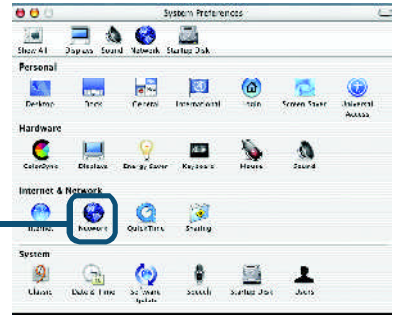 System Preferences
Show All Displays Sound Network Startup Disk
Personal
Desktop Dock General International Login Screen Saver Universal
Access
Hardware
ColorSync Displays Energy Saver Keyboard Mouse Sound
Internet & Network
Internet Network QuickTime Sharing
System
Classic Date & Time Software Speech Startup Disk Users
Update